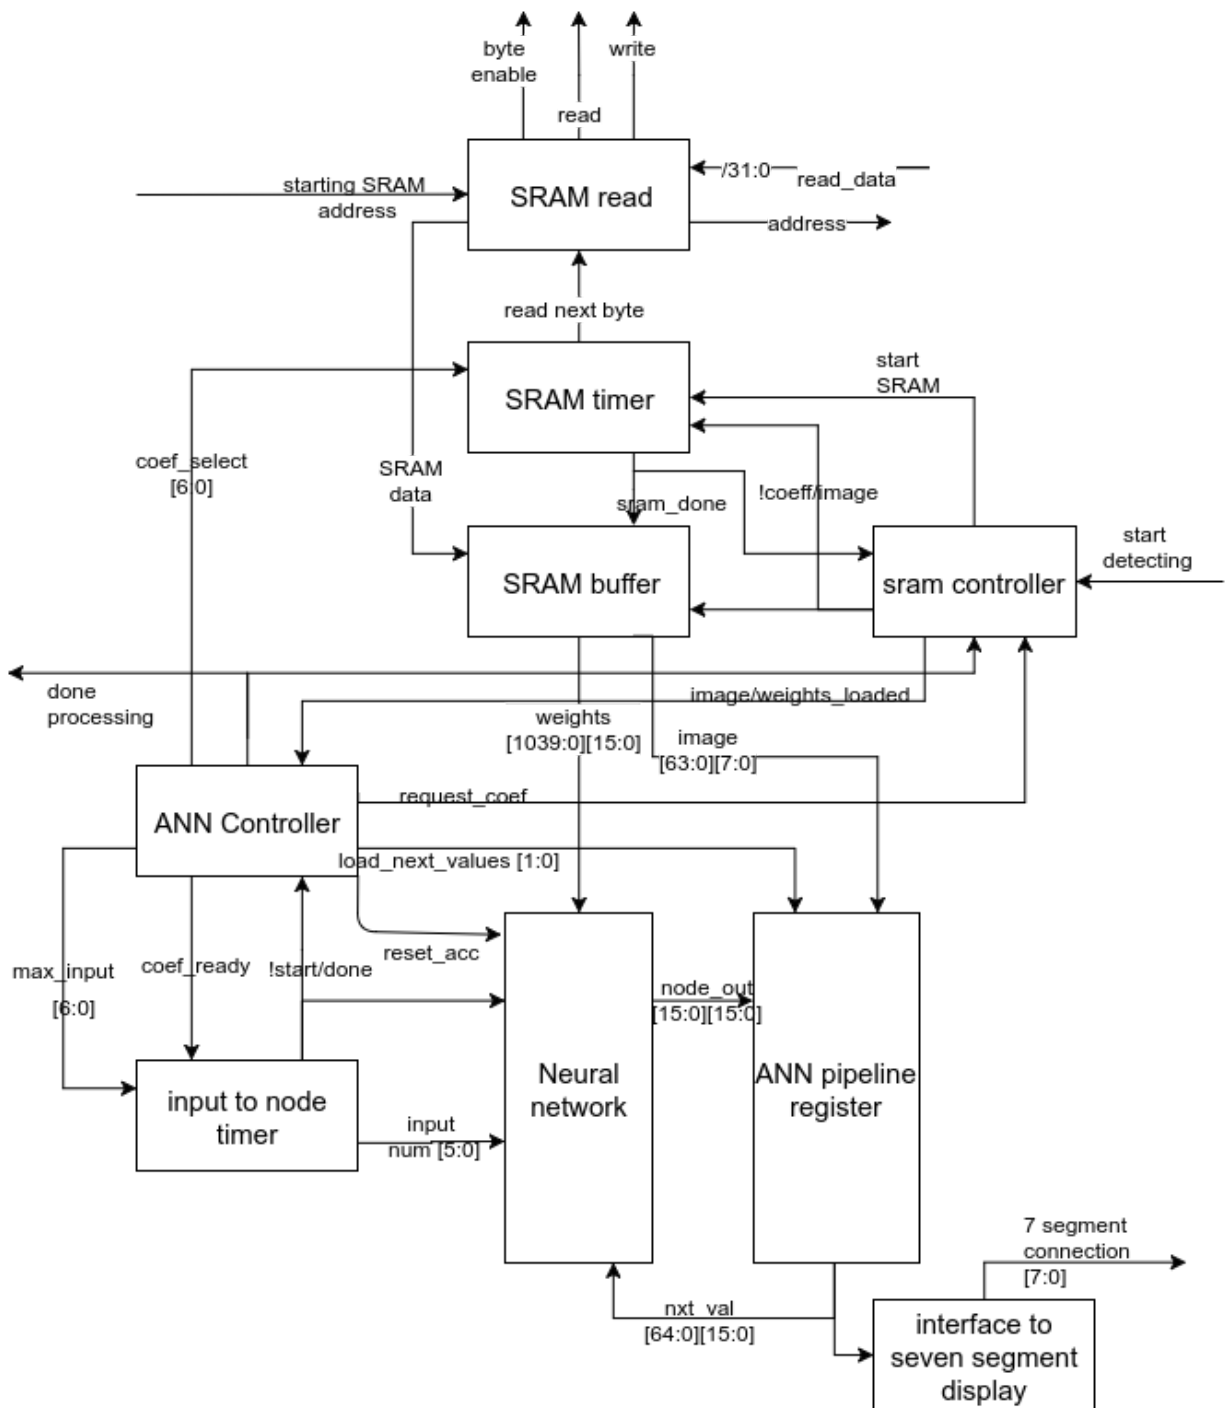 byte
enable
write
read
/31:0
read_data
starting SRAM
address
SRAM read
address
read next byte
start
SRAM
SRAM timer
coef_select
[6:0]
SRAM
data
sram_done
!coeff/image
start
detecting
SRAM buffer
sram controller
done
processing
image/weights_loaded
weights
[1039:0][15:0]
image
[63:0][7:0]
request_coef
ANN Controller
load_next_values [1:0]
reset_acc
max_input
[6:0]
coef_ready
!start/done
node_out
[15:0][15:0]
Neural
network
ANN pipeline
register
input to node
timer
input
num [5:0]
7 segment
connection
[7:0]
nxt_val
[64:0][15:0]
interface to
seven segment
display